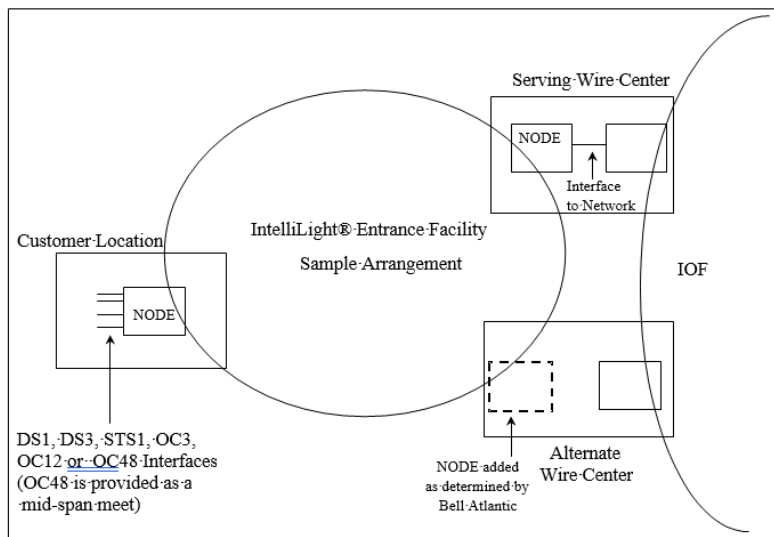 Serving Wire Center
NODE
Interface
to Network
IntelliLight® Entrance Facility
Sample Arrangement
Customer Location
NODE
IOF
DS1, DS3, STS1, OC3,
OC12 or OC48 Interfaces
(OC48 is provided as a
mid-span meet)
Alternate
Wire Center
NODE added
as determined by
Bell Atlantic